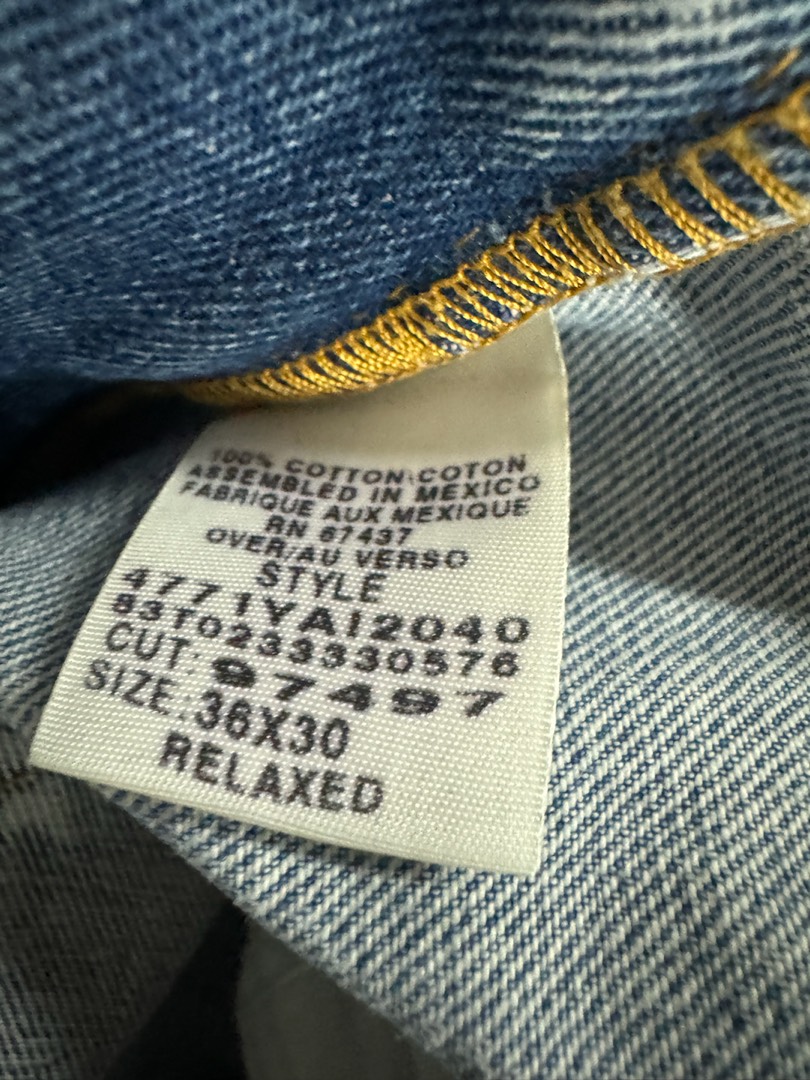 100% COTTON\COTON
ASSEMBLED IN MEXICO
FABRIQUE AUX MEXIQUE
RN 67437
OVER/AU VERSO
STYLE
4771YAI2040
53T0233330576
CUT: 97497
SIZE: 36X30
RELAXED